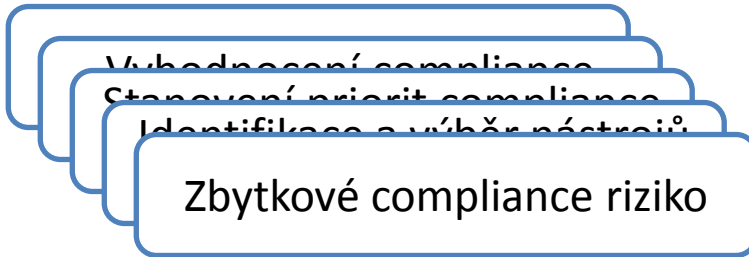 Vyhodnocení compliance
Stanovení priorit compliance
Identifikace a výběr nástrojů
Zbytkové compliance riziko